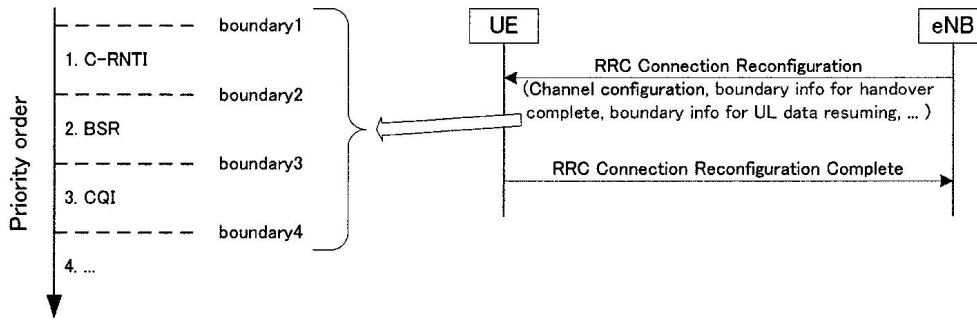 Priority order
boundary1
1. C-RNTI
boundary2
2. BSR
boundary3
3. CQI
boundary4
4. ...
UE
eNB
RRC Connection Reconfiguration
(Channel configuration, boundary info for handover
complete, boundary info for UL data resuming, ... )
RRC Connection Reconfiguration Complete